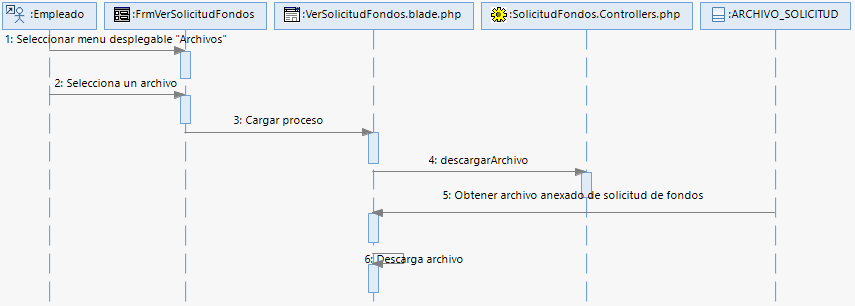 :Empleado
:FrmVerSolicitudFondos
:VerSolicitudFondos.blade.php
:SolicitudFondos.Controllers.php
:ARCHIVO_SOLICITUD
1: Seleccionar menu desplegable "Archivos"
2: Selecciona un archivo
3: Cargar proceso
4: descargarArchivo
5: Obtener archivo anexado de solicitud de fondos
6: Descarga archivo